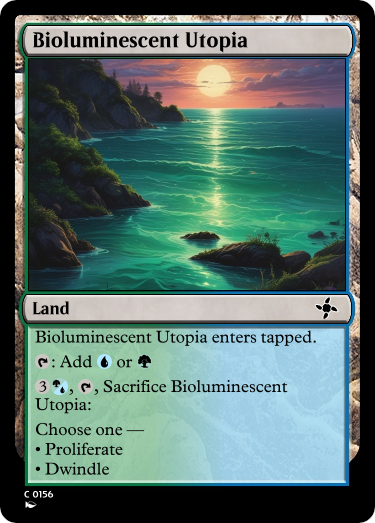 Bioluminescent Utopia
Land
Bioluminescent Utopia enters tapped.
: Add or
3 , , Sacrifice Bioluminescent
Utopia:
Choose one —
• Proliferate
• Dwindle
C 0156